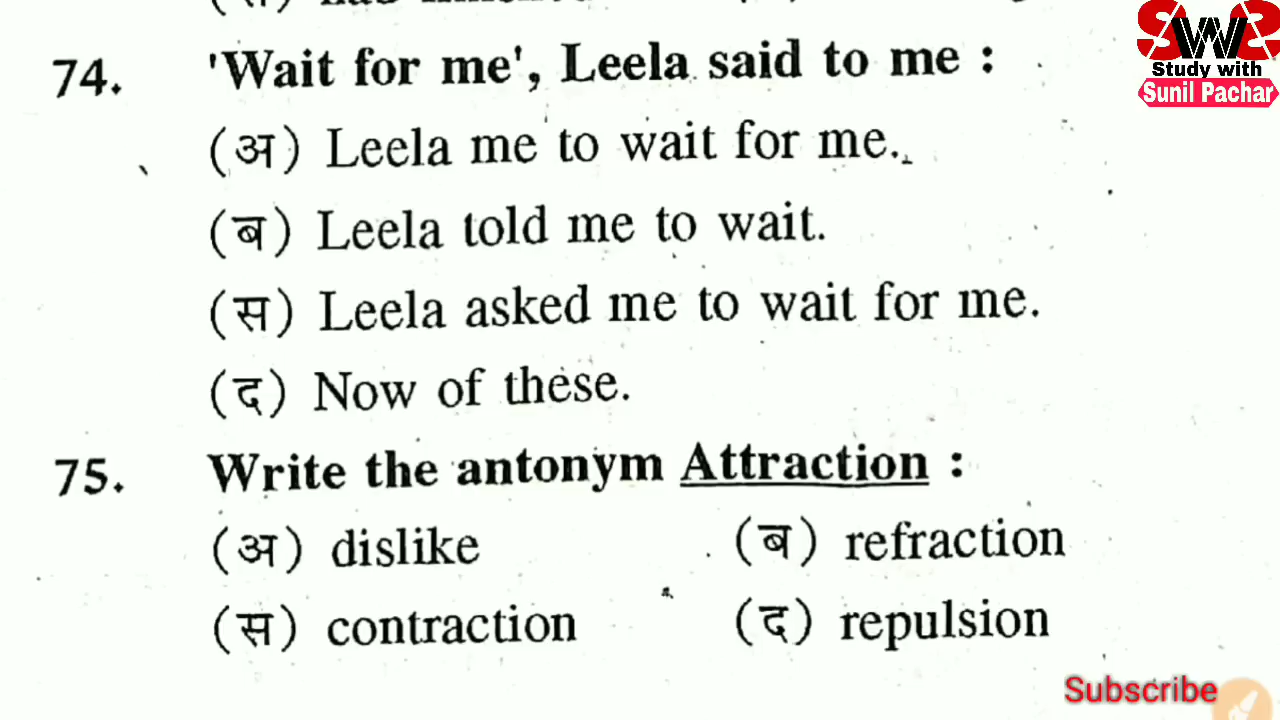 SWS
Study with
Sunil Pachar
74. 'Wait for me', Leela said to me :
(अ) Leela me to wait for me.
(ब) Leela told me to wait.
(स) Leela asked me to wait for me.
(द) Now of these.
75. Write the antonym Attraction :
(अ) dislike (ब) refraction
(स) contraction (द) repulsion
Subscribe